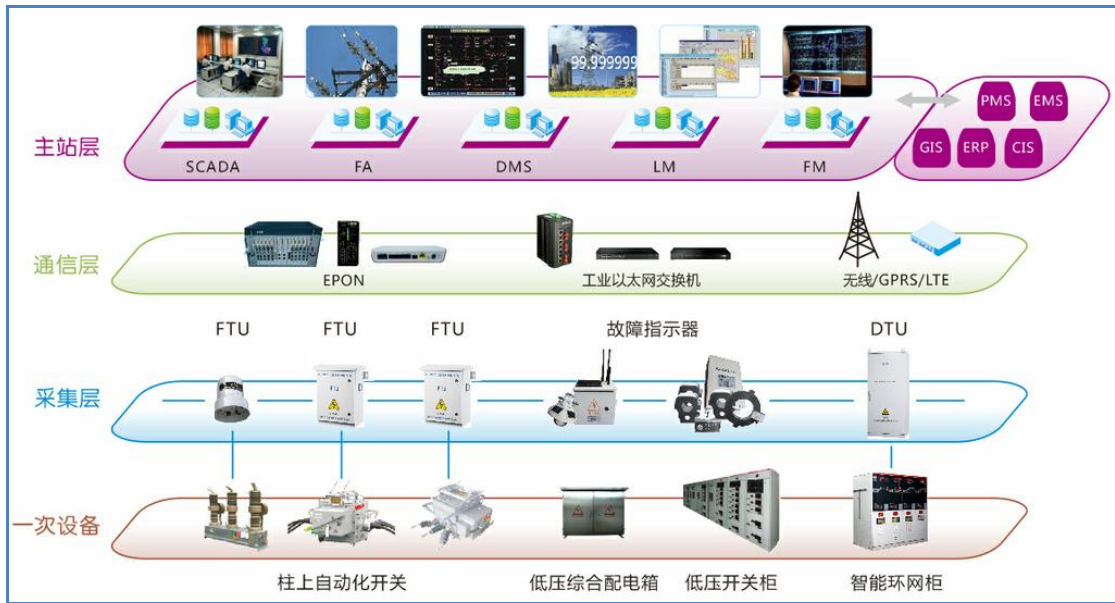 99.999999
PMS
EMS
主站层
GIS
ERP
CIS
SCADA
FA
DMS
LM
FM
通信层
EPON
工业以太网交换机
无线/GPRS/LTE
FTU
FTU
FTU
故障指示器
DTU
采集层
FTU
FTU
一次设备
柱上自动化开关
低压综合配电箱
低压开关柜
智能环网柜